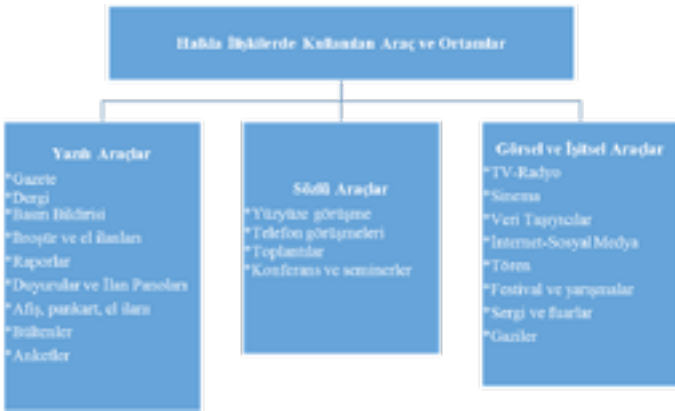 Halkla İlişkilerde Kullanılan Araç ve Ortamlar
Yazılı Araçlar
*Gazete
*Dergi
*Basın Bildirisi
*Broşür ve el ilanları
*Raporlar
*Duyurular ve İlan Panoları
*Afiş, pankart, el ilanı
*Bültenler
*Anketler
Sözlü Araçlar
*Yüzyüze görüşme
*Telefon görüşmeleri
*Toplantılar
*Konferans ve seminerler
Görsel ve İşitsel Araçlar
*TV-Radyo
*Sinema
*Veri Taşıyıcılar
*İnternet-Sosyal Medya
*Tören
*Festival ve yarışmalar
*Sergi ve fuarlar